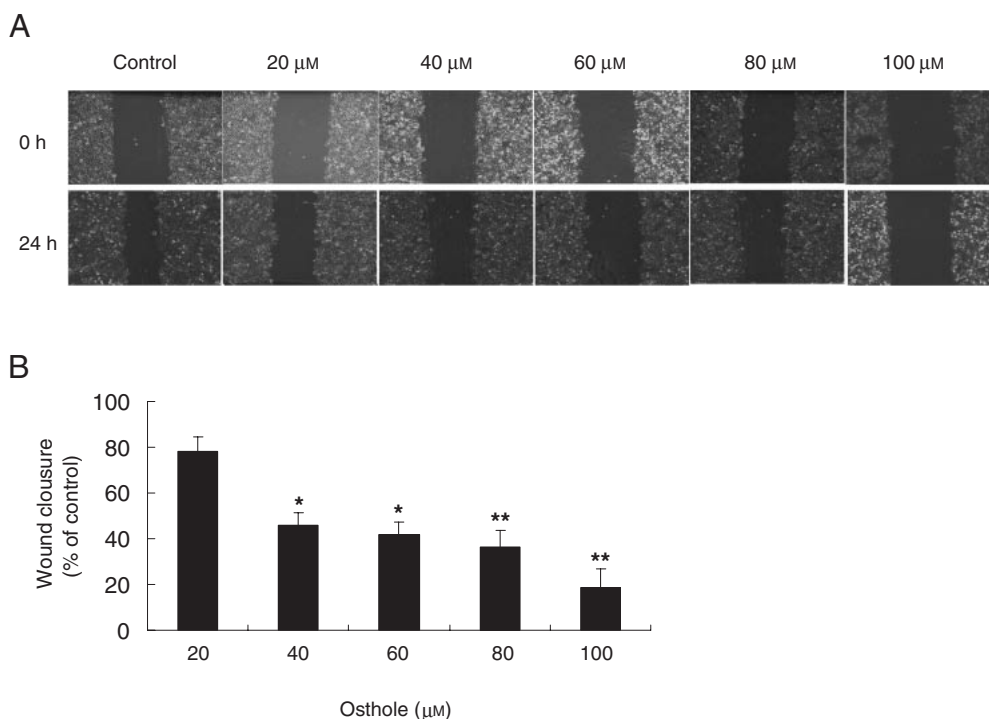 A
Control 20 μM 40 μM 60 μM 80 μM 100 μM
0 h
24 h
B
Wound clousure
(% of control)
100
80
60
40
20
0
* * ** **
20 40 60 80 100
Osthole (μM)